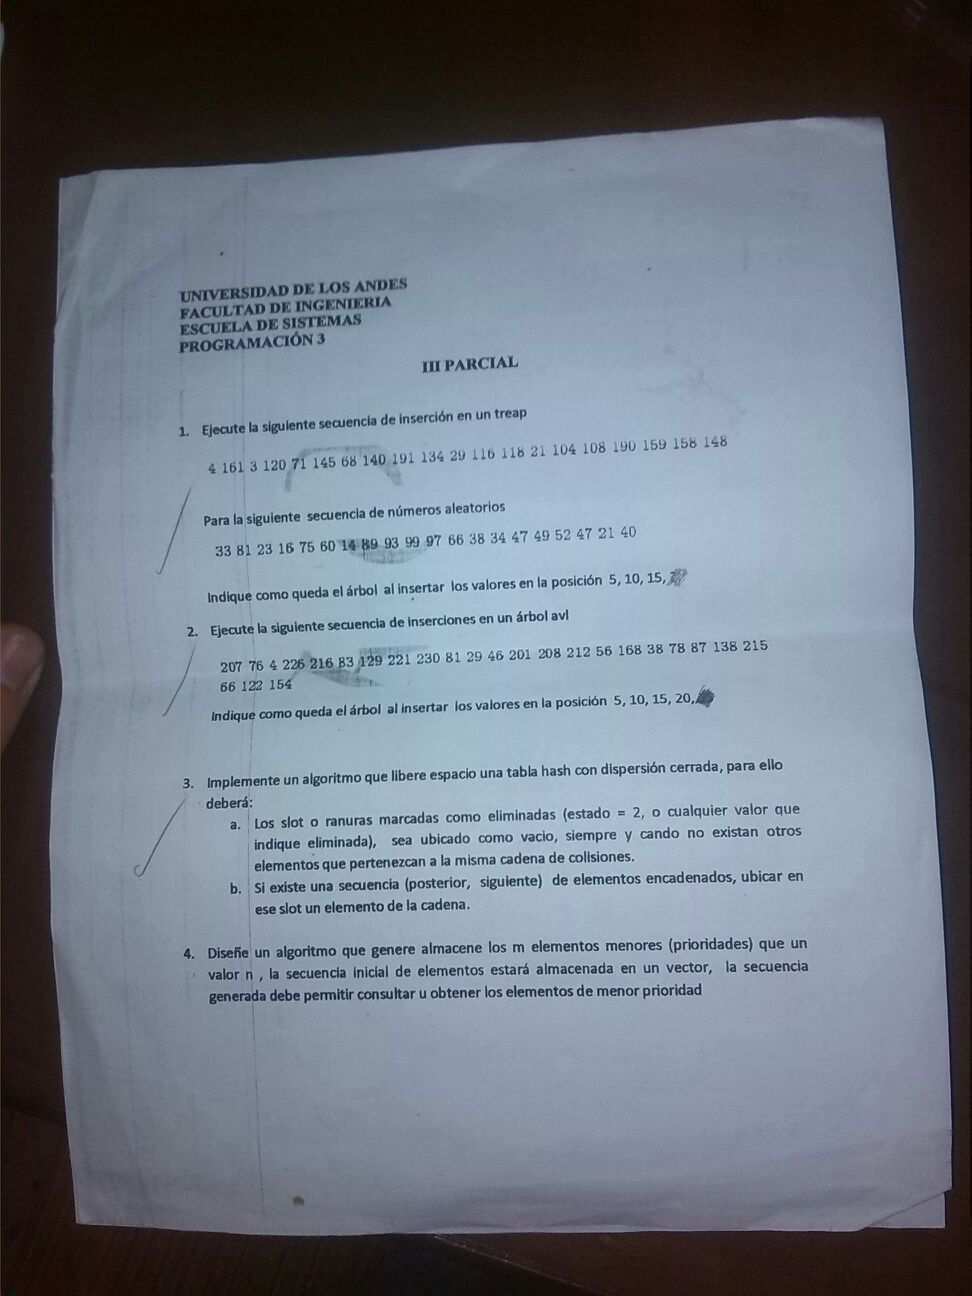 UNIVERSIDAD DE LOS ANDES
FACULTAD DE INGENIERIA
ESCUELA DE SISTEMAS
PROGRAMACIÓN 3
III PARCIAL
1. Ejecute la siguiente secuencia de inserción en un treap
4 161 3 120 71 145 68 140 191 134 29 116 118 21 104 108 190 159 158 148
Para la siguiente secuencia de números aleatorios
33 81 23 16 75 60 14 89 93 99 97 66 38 34 47 49 52 47 21 40
Indique como queda el árbol al insertar los valores en la posición 5, 10, 15,
2. Ejecute la siguiente secuencia de inserciones en un árbol avl
207 76 4 226 216 83 129 221 230 81 29 46 201 208 212 56 168 38 78 87 138 215
66 122 154
Indique como queda el árbol al insertar los valores en la posición 5, 10, 15, 20,
3. Implemente un algoritmo que libere espacio una tabla hash con dispersión cerrada, para ello
deberá:
a. Los slot o ranuras marcadas como eliminadas (estado = 2, o cualquier valor que
indique eliminada), sea ubicado como vacio, siempre y cando no existan otros
elementos que pertenezcan a la misma cadena de colisiones.
b. Si existe una secuencia (posterior, siguiente) de elementos encadenados, ubicar en
ese slot un elemento de la cadena.
4. Diseñe un algoritmo que genere almacene los m elementos menores (prioridades) que un
valor n , la secuencia inicial de elementos estará almacenada en un vector, la secuencia
generada debe permitir consultar u obtener los elementos de menor prioridad